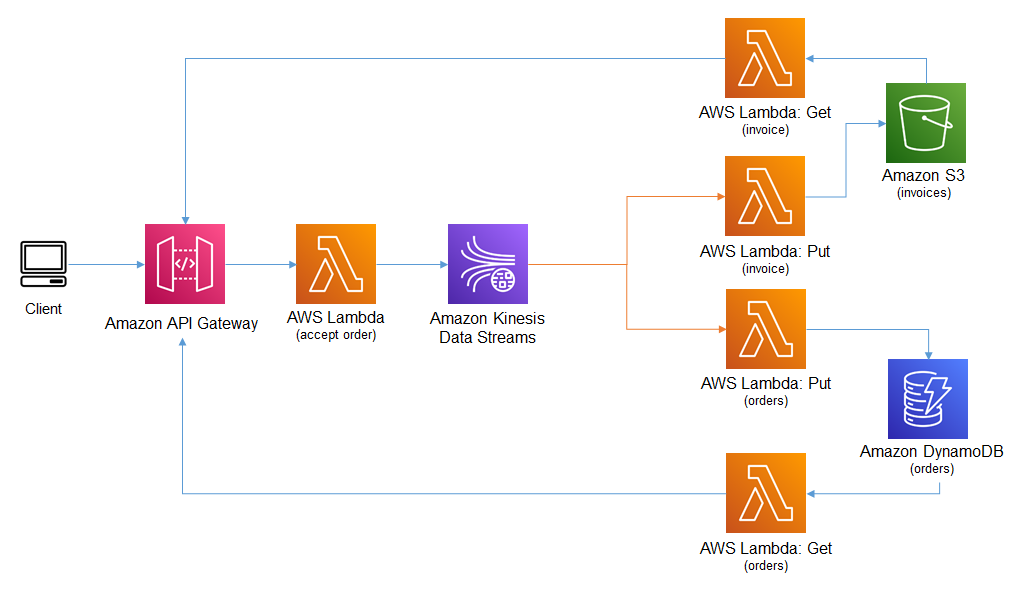 AWS Lambda: Get
(invoice)
Amazon S3
(invoices)
AWS Lambda: Put
(invoice)
Client
</>
Amazon API Gateway
AWS Lambda
(accept order)
Amazon Kinesis
Data Streams
AWS Lambda: Put
(orders)
Amazon DynamoDB
(orders)
AWS Lambda: Get
(orders)